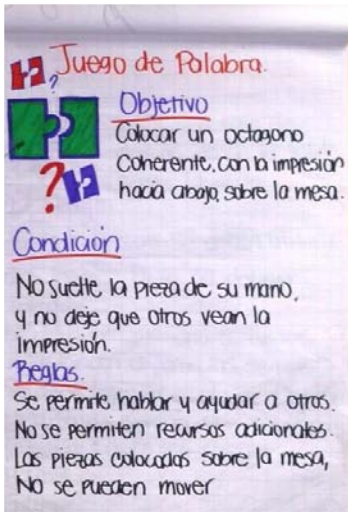 Juego de Palabra.
?
Objetivo
Colocar un octagono
Coherente, con la impresión
hacia abajo, sobre la mesa.
?
Condición
No suelte la pieza de su mano,
y no deje que otros vean la
impresión.
Reglas.
Se permite hablar y ayudar a otros.
No se permiten recursos adicionales.
Las piezas colocadas sobre la mesa,
No se pueden mover